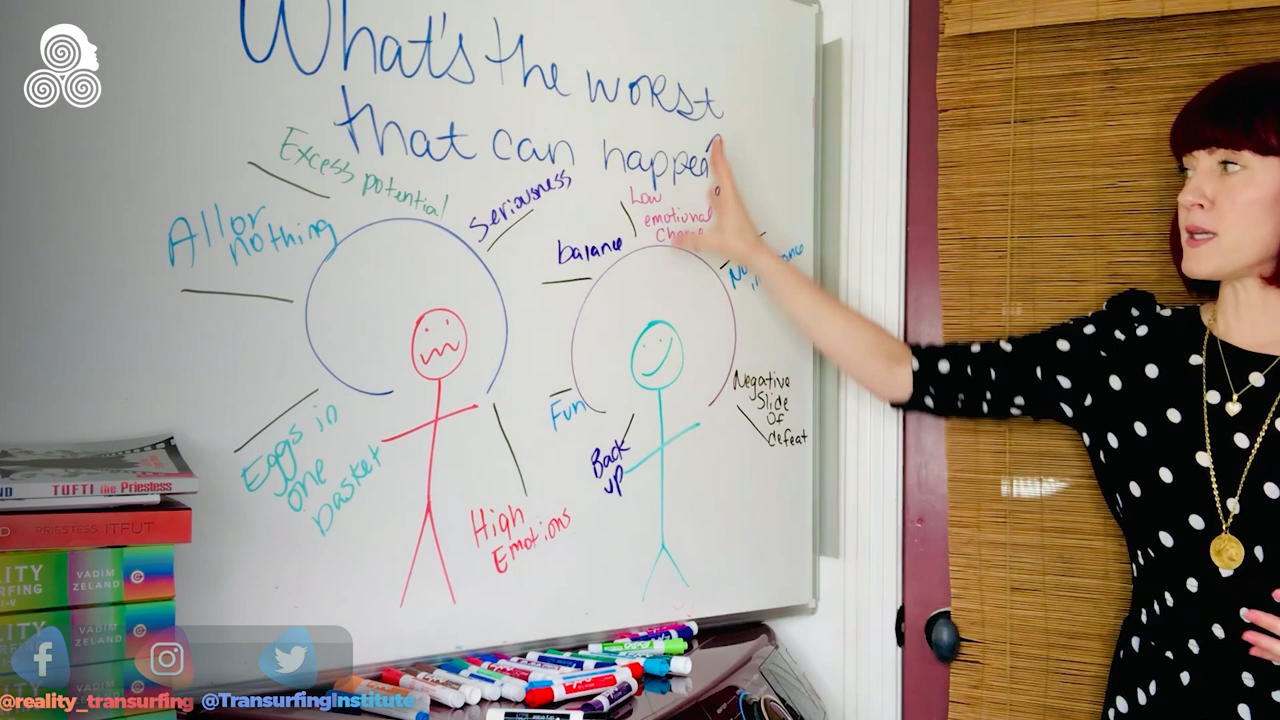 What's the worst
that can happen?
Excess potential
Seriousness
All or
nothing
Eggs in
one
basket
High
Emotions
Low
emotional
balance
Fun
Back
up
Negative
Slide
Of
defeat
TUFTI the Priestess
PRIESTESS ITFUT
VADIM
ZELAND
VADIM
ZELAND
VADIM
@reality_transurfing @TransurfingInstitute